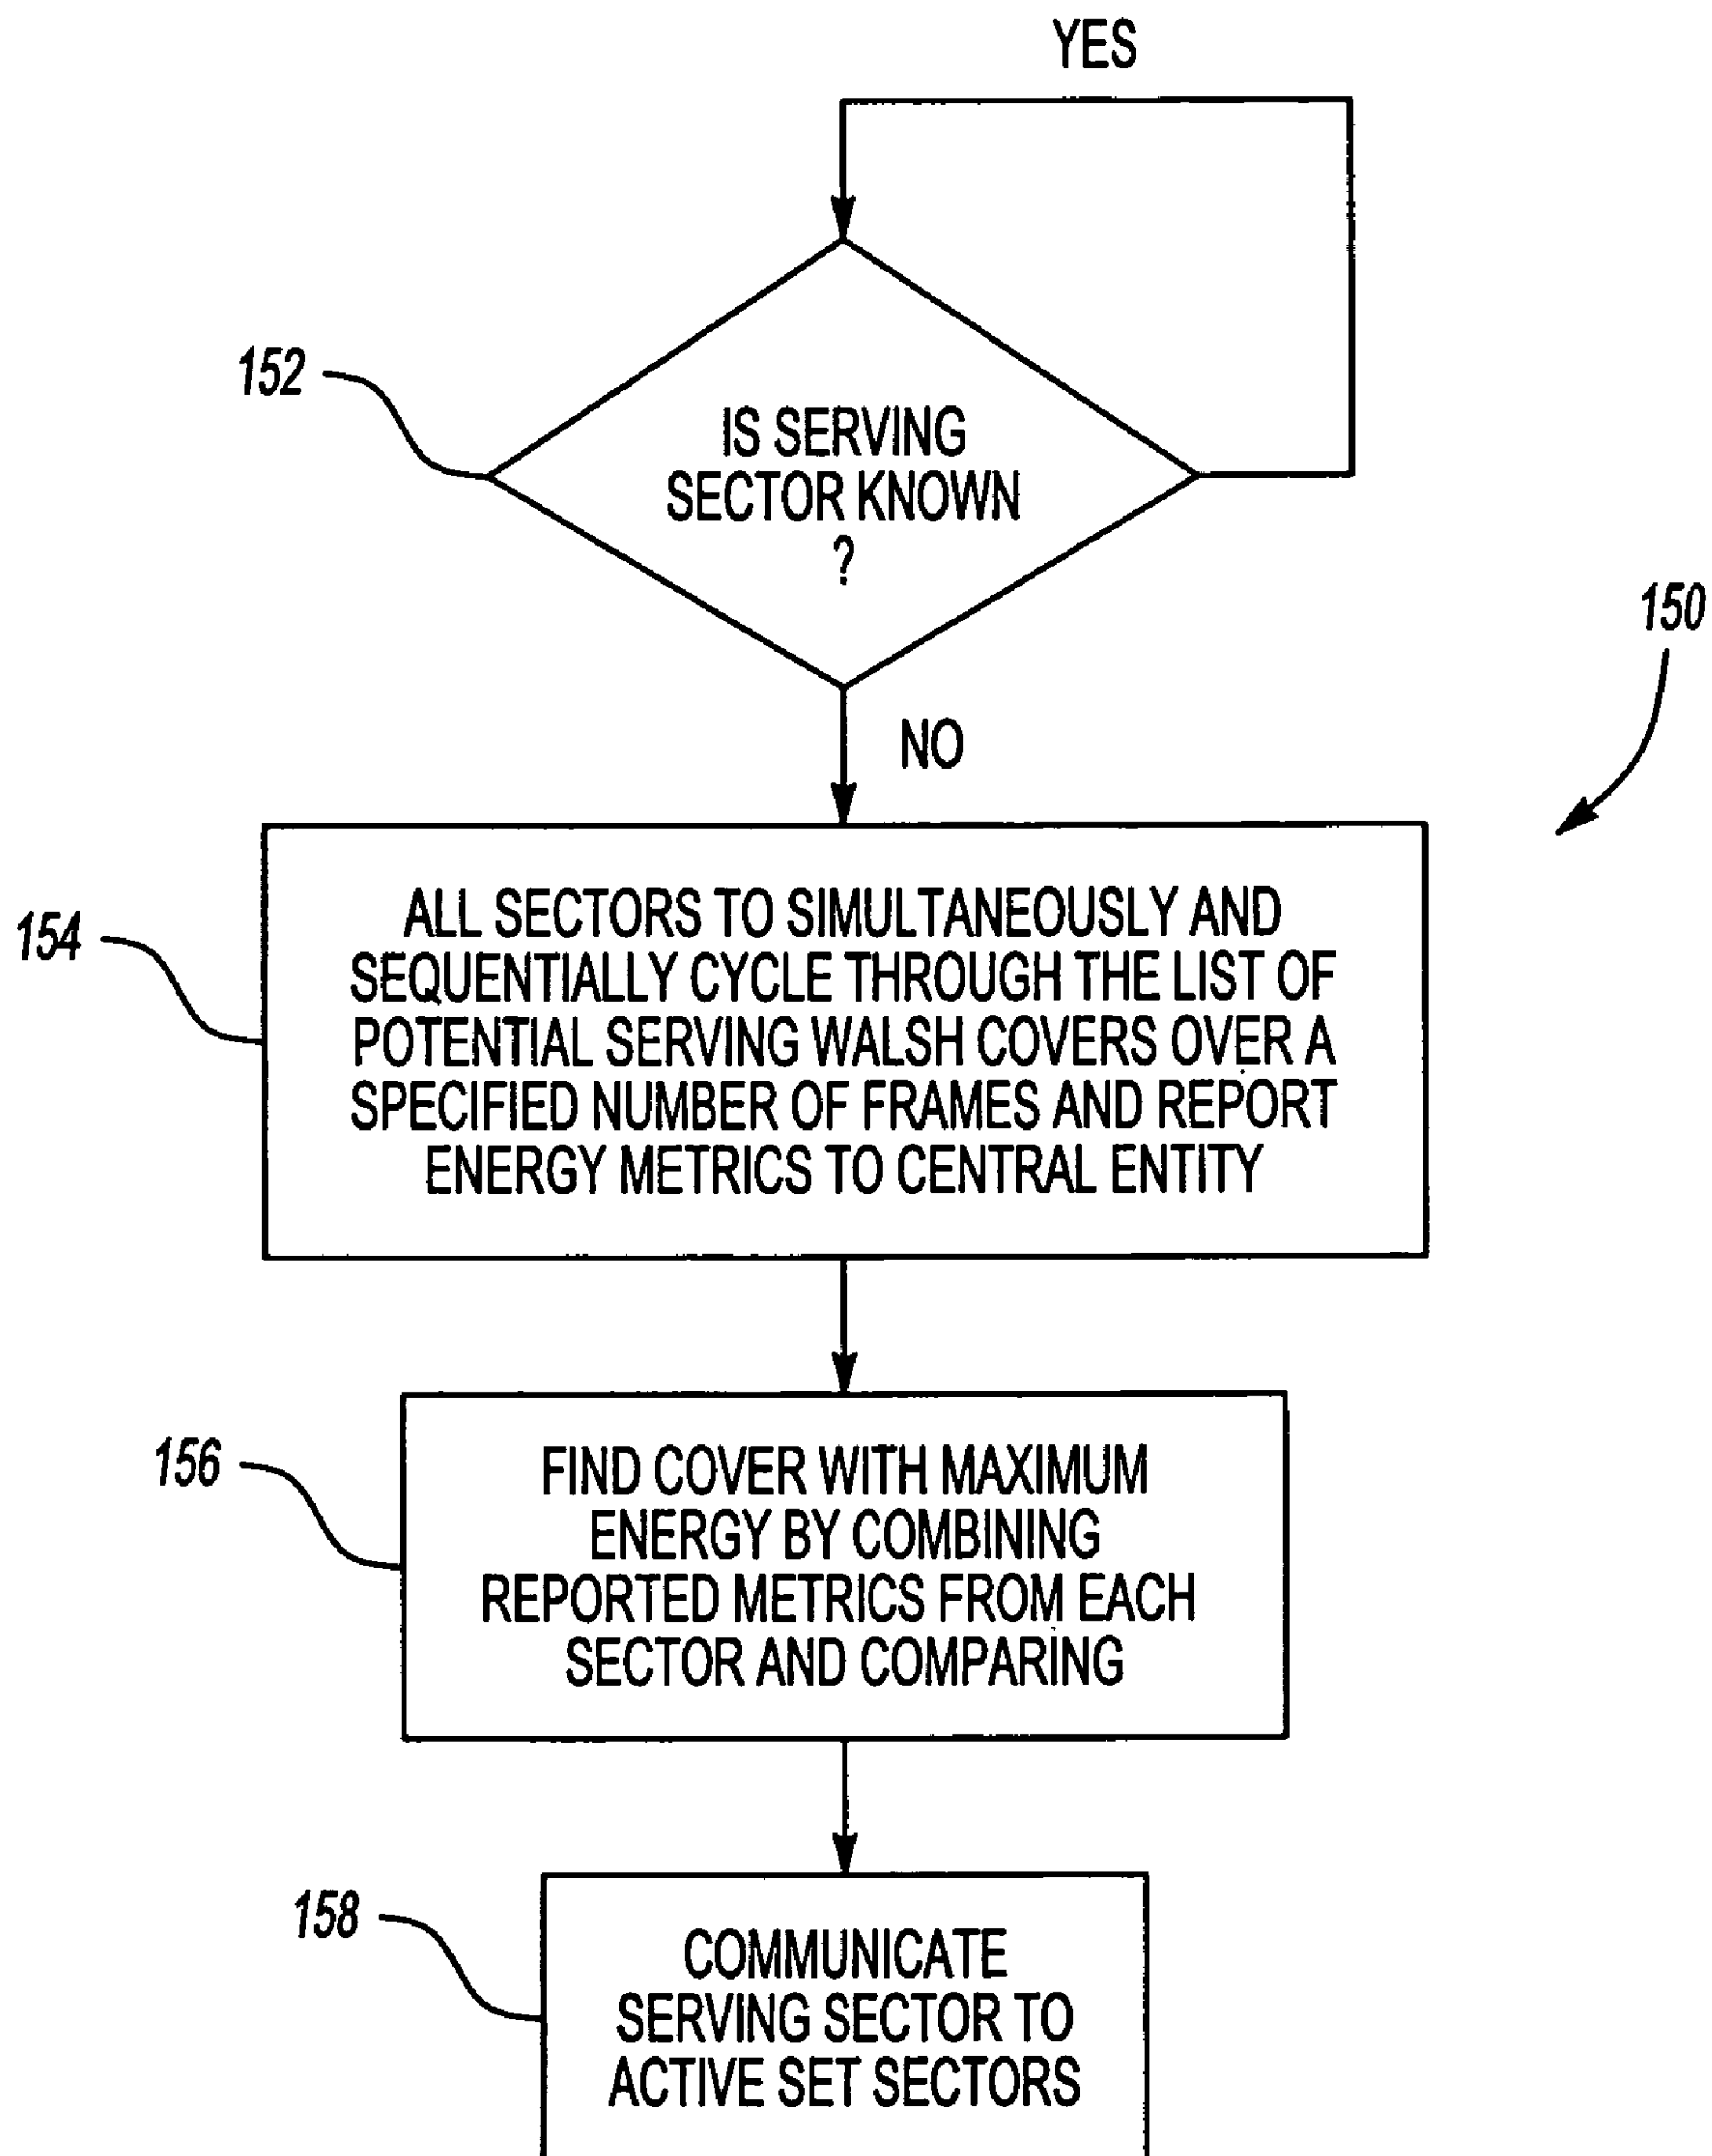 YES
152
IS SERVING
SECTOR KNOWN
?
150
NO
154
ALL SECTORS TO SIMULTANEOUSLY AND
SEQUENTIALLY CYCLE THROUGH THE LIST OF
POTENTIAL SERVING WALSH COVERS OVER A
SPECIFIED NUMBER OF FRAMES AND REPORT
ENERGY METRICS TO CENTRAL ENTITY
156
FIND COVER WITH MAXIMUM
ENERGY BY COMBINING
REPORTED METRICS FROM EACH
SECTOR AND COMPARING
158
COMMUNICATE
SERVING SECTOR TO
ACTIVE SET SECTORS